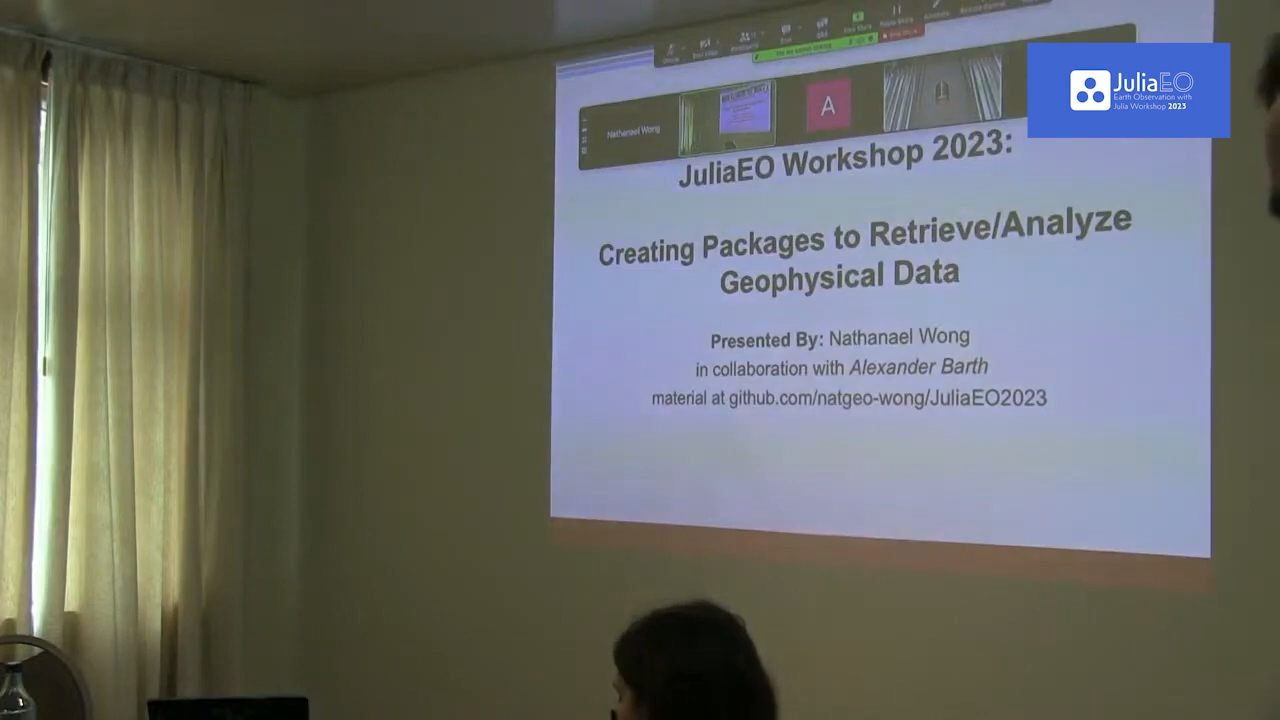 JuliaEO
Earth Observation with
Julia Workshop 2023
Nathanael Wong
A
JuliaEO Workshop 2023:
Creating Packages to Retrieve/Analyze
Geophysical Data
Presented By: Nathanael Wong
in collaboration with Alexander Barth
material at github.com/natgeo-wong/JuliaEO2023